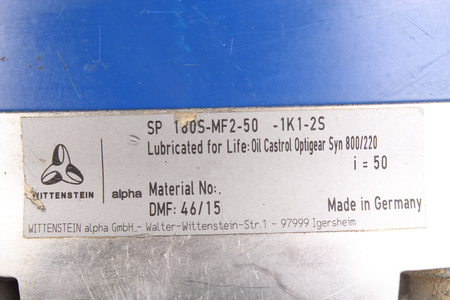 SP 180S-MF2-50 -1K1-2S
Lubricated for Life: Oil Castrol Optigear Syn 800/220
i = 50
WITTENSTEIN alpha Material No:.
DMF: 46/15 Made in Germany
WITTENSTEIN alpha GmbH.- Walter-Wittenstein-Str.1 - 97999 Igersheim